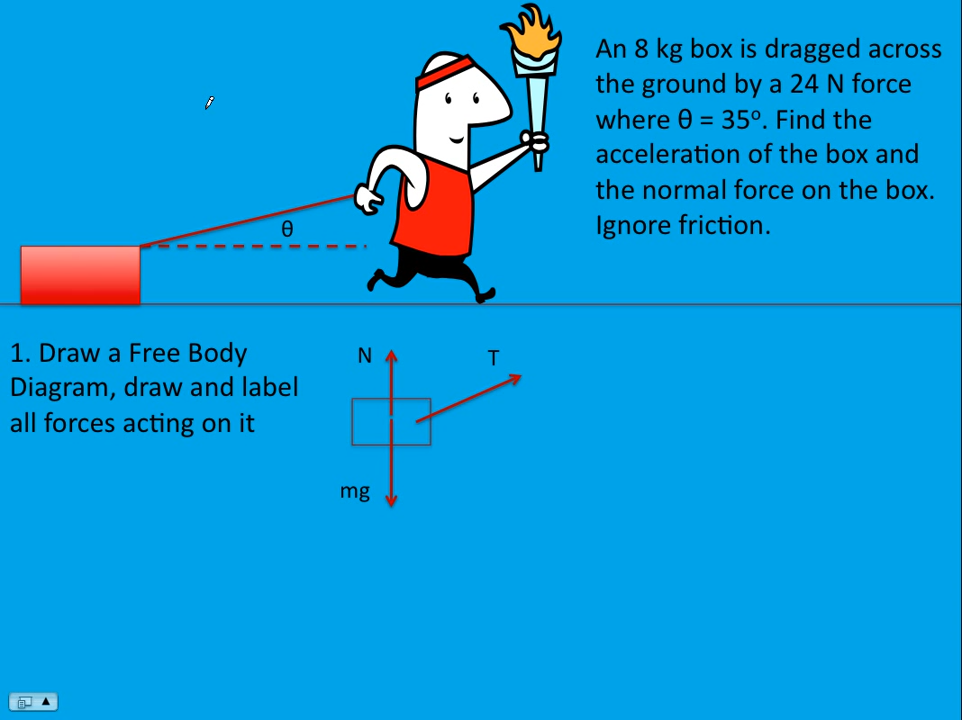 An 8 kg box is dragged across
the ground by a 24 N force
where θ = 35º. Find the
acceleration of the box and
the normal force on the box.
Ignore friction.
θ
1. Draw a Free Body
Diagram, draw and label
all forces acting on it
N
T
mg